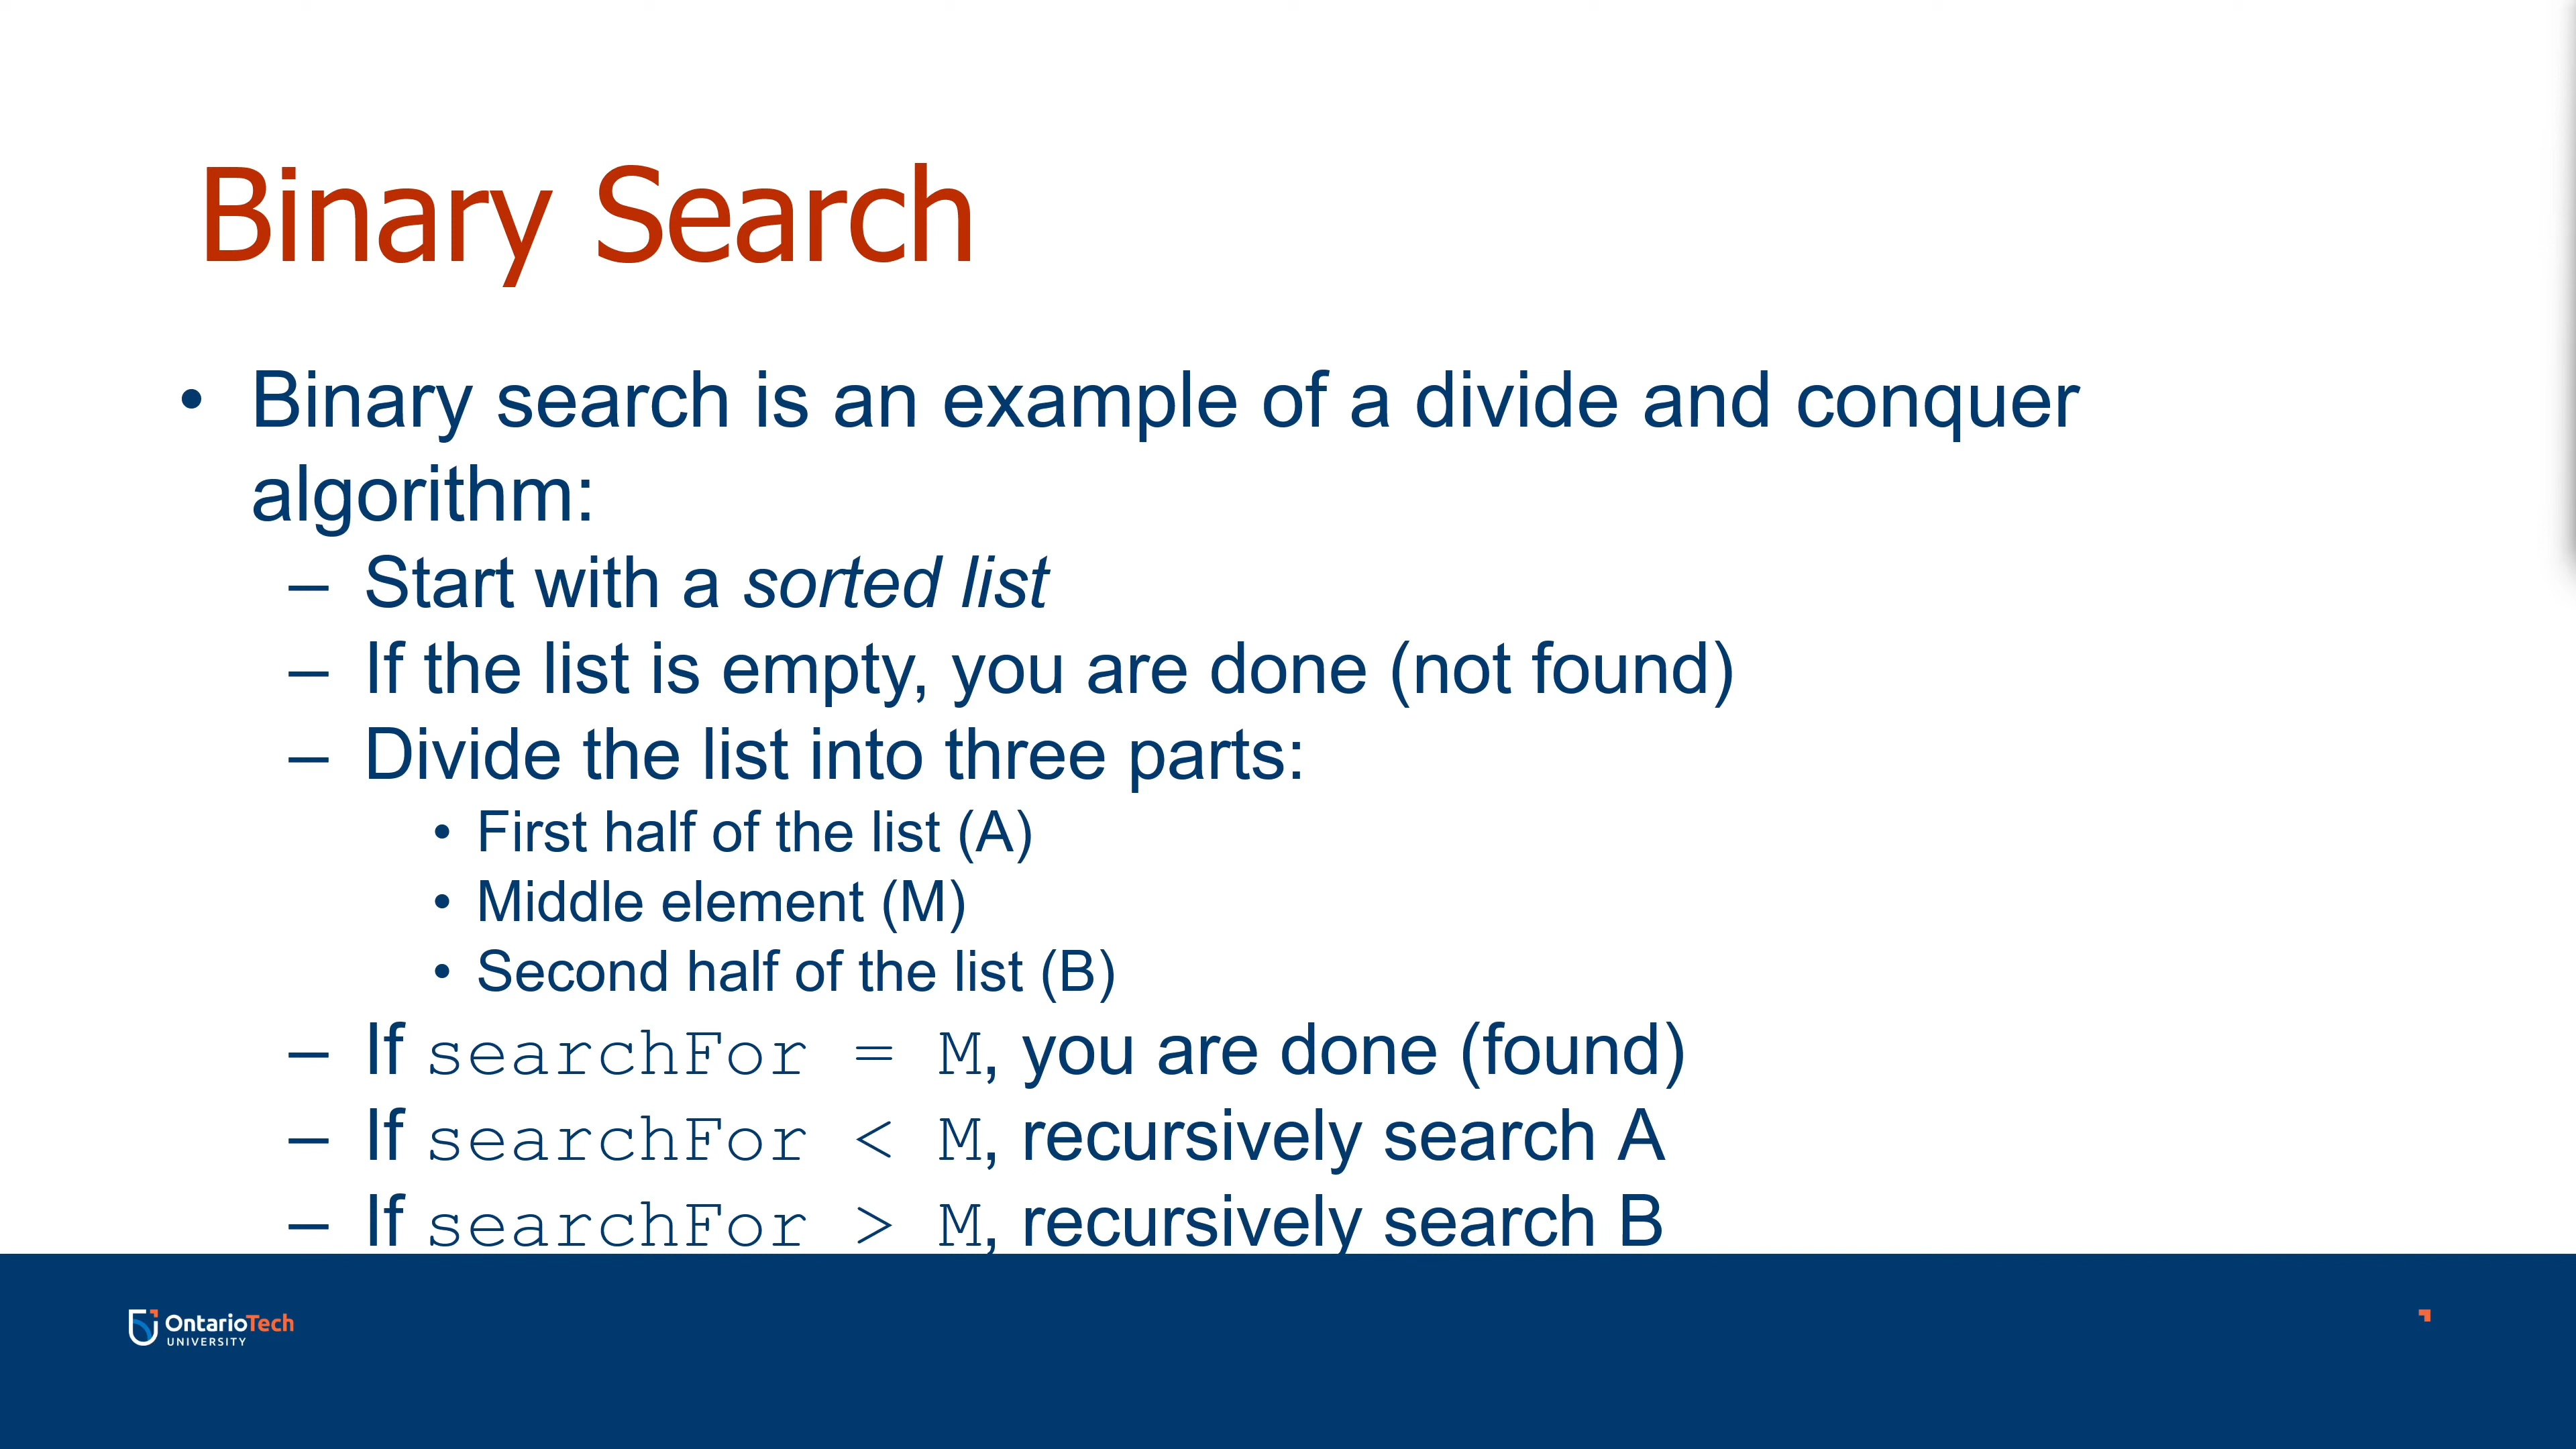 Binary Search
• Binary search is an example of a divide and conquer
algorithm:
– Start with a sorted list
– If the list is empty, you are done (not found)
– Divide the list into three parts:
• First half of the list (A)
• Middle element (M)
• Second half of the list (B)
– If searchFor = M, you are done (found)
– If searchFor < M, recursively search A
– If searchFor > M, recursively search B
OntarioTech
UNIVERSITY